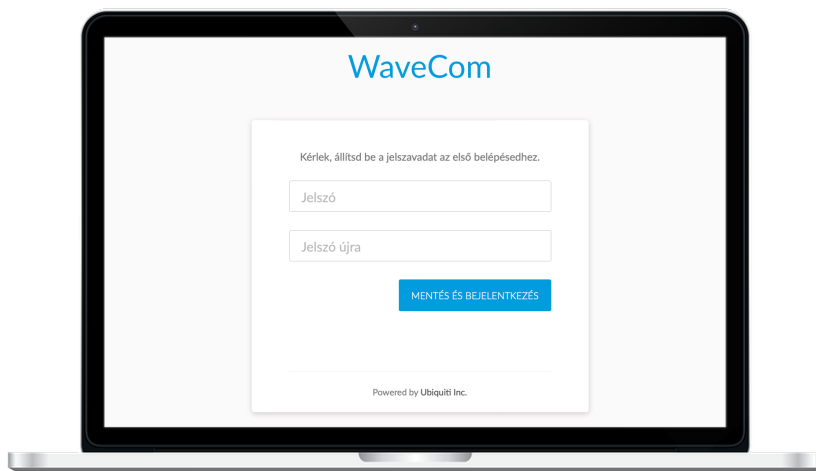 WaveCom
Kérlek, állítsd be a jelszavadat az első belépésedhez.
Jelszó
Jelszó újra
MENTÉS ÉS BEJELENTKEZÉS
Powered by Ubiquiti Inc.